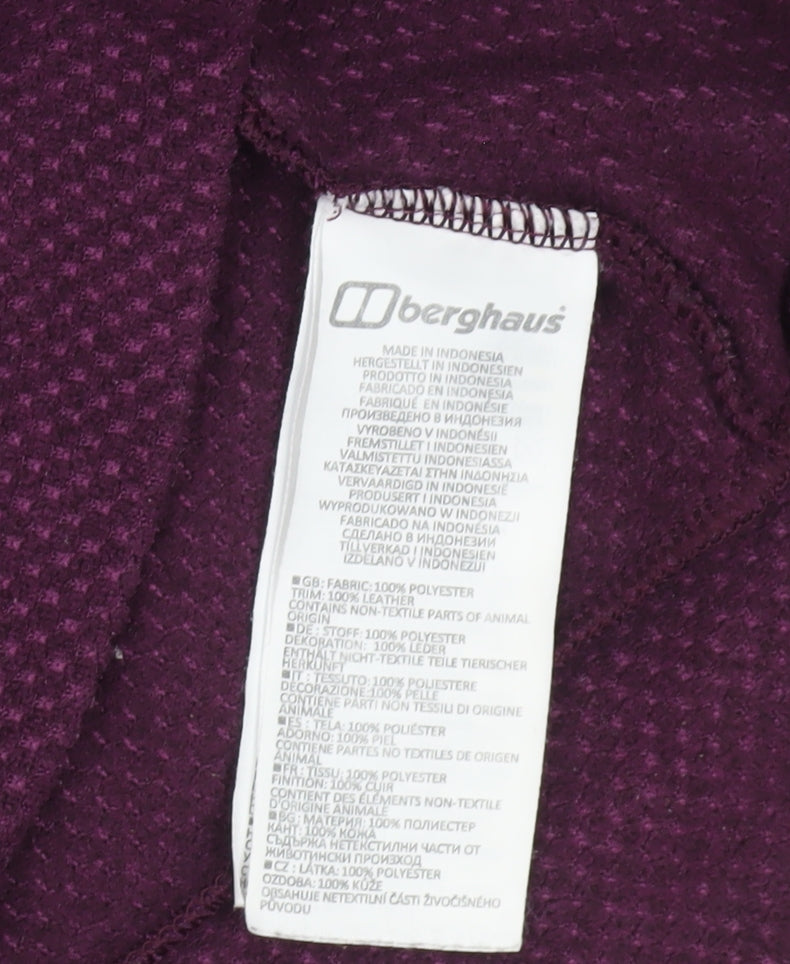 berghaus
MADE IN INDONESIA
HERGESTELLT IN INDONESIEN
PRODOTTO IN INDONESIA
FABRICADO EN INDONESIA
FABRIQUÉ EN INDONÉSIE
ПРОИЗВЕДЕНО В ИНДОНЕЗИЯ
VYROBENO V INDONÉSII
FREMSTILLET I INDONESIEN
VALMISTETTU INDONESIASSA
ΚΑΤΑΣΚΕΥΑΖΕΤΑΙ ΣΤΗΝ ΙΝΔΟΝΗΣΙΑ
VERVAARDIGD IN INDONESIË
PRODUSERT I INDONESIA
WYPRODUKOWANO W INDONEZJI
FABRICADO NA INDONÉSIA
СДЕЛАНО В ИНДОНЕЗИИ
TILLVERKAD I INDONESIEN
IZDELANO V INDONEZIJI
GB: FABRIC: 100% POLYESTER
TRIM: 100% LEATHER
CONTAINS NON-TEXTILE PARTS OF ANIMAL
ORIGIN
DE : STOFF: 100% POLYESTER
DEKORATION: 100% LEDER
ENTHÄLT NICHT-TEXTILE TEILE TIERISCHER
HERKUNFT
IT : TESSUTO: 100% POLIESTERE
DECORAZIONE:100% PELLE
CONTIENE PARTI NON TESSILI DI ORIGINE
ANIMALE
ES : TELA: 100% POLIÉSTER
ADORNO: 100% PIEL
CONTIENE PARTES NO TEXTILES DE ORIGEN
ANIMAL
FR : TISSU: 100% POLYESTER
FINITION: 100% CUIR
CONTIENT DES ÉLÉMENTS NON-TEXTILE
D'ORIGINE ANIMALE
BG: МАТЕРИЯ: 100% ПОЛИЕСТЕР
КАНТ: 100% КОЖА
СЪДЪРЖА НЕТЕКСТИЛНИ ЧАСТИ ОТ
ЖИВОТИНСКИ ПРОИЗХОД
CZ : LÁTKA: 100% POLYESTER
OZDOBA: 100% KŮŽE
OBSAHUJE NETEXTILNÍ ČÁSTI ŽIVOČIŠNÉHO
PŮVODU